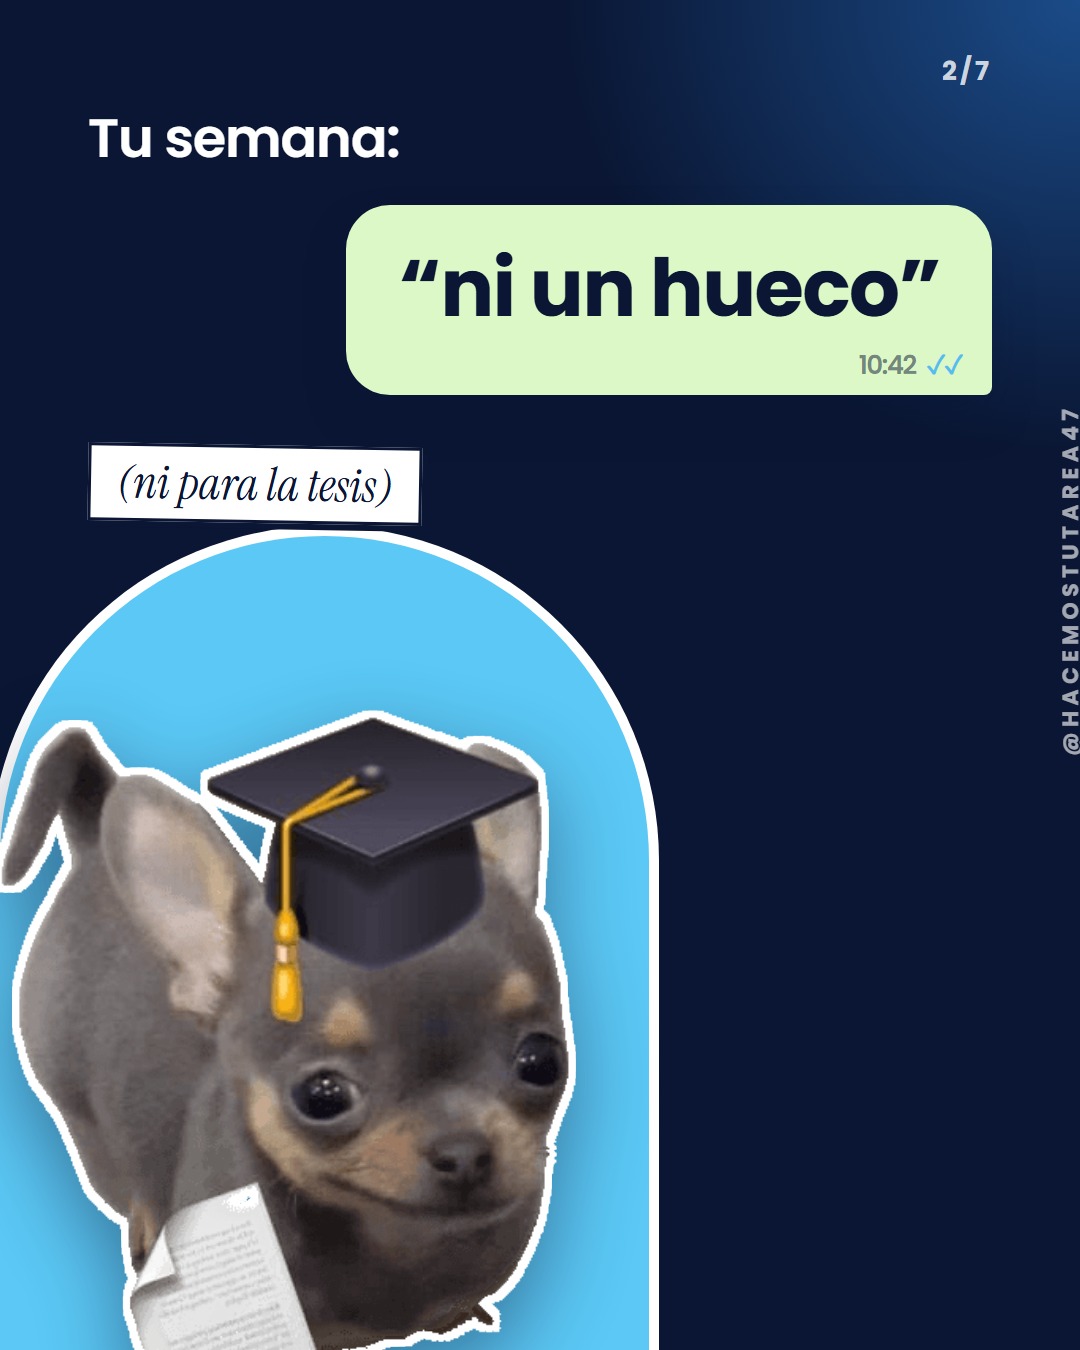 2/7
Tu semana:
“ni un hueco”
10:42 ✓✓
(ni para la tesis)
@HACEMOSTUTAREA47